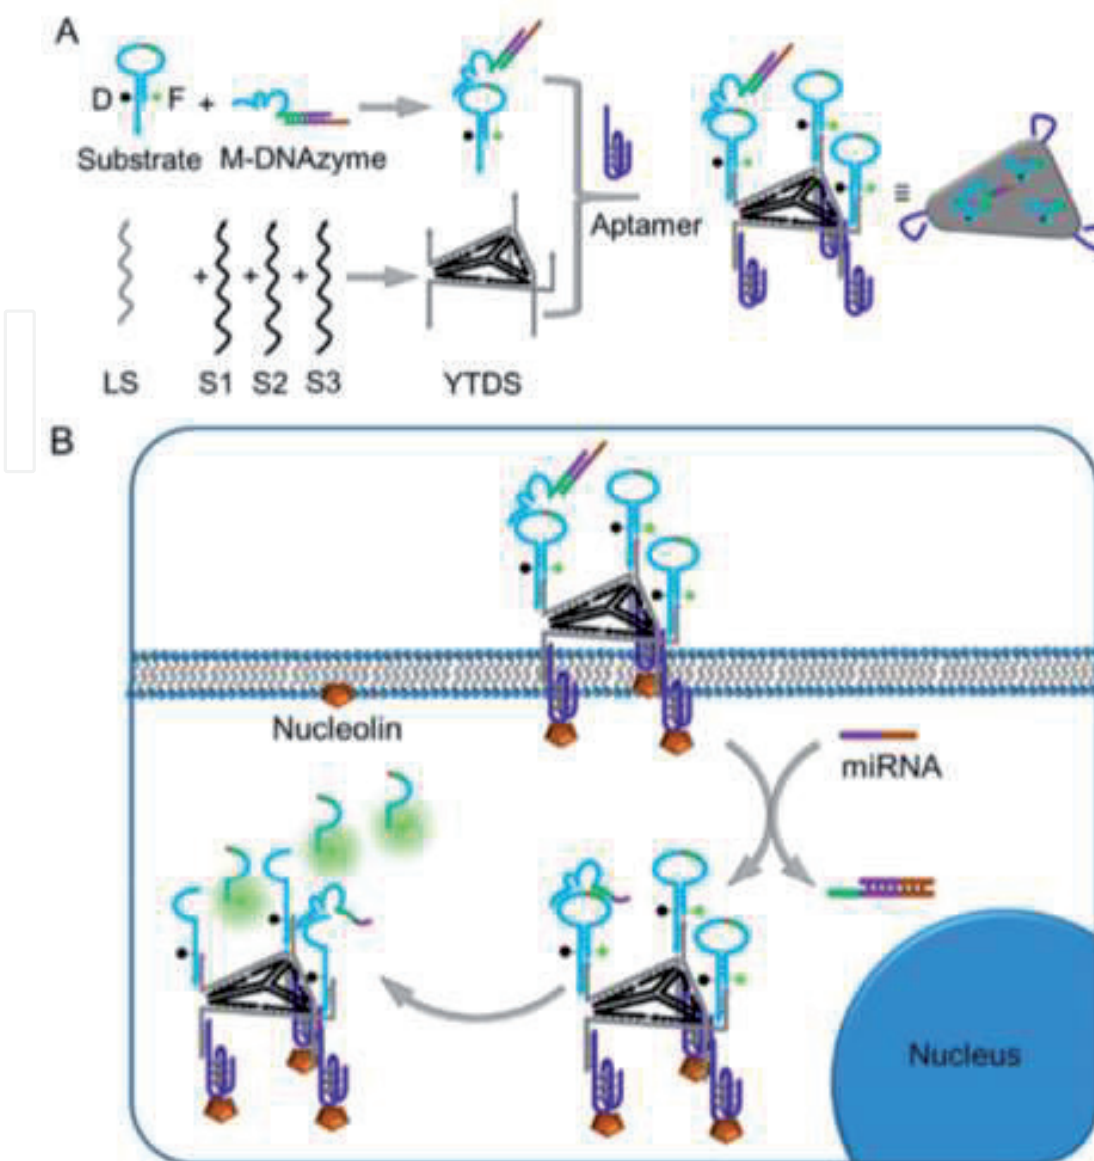 A
D F +
Substrate M-DNAzyme
Aptamer
≡
+ + +
LS S1 S2 S3 YTDS
B
Nucleolin
miRNA
Nucleus